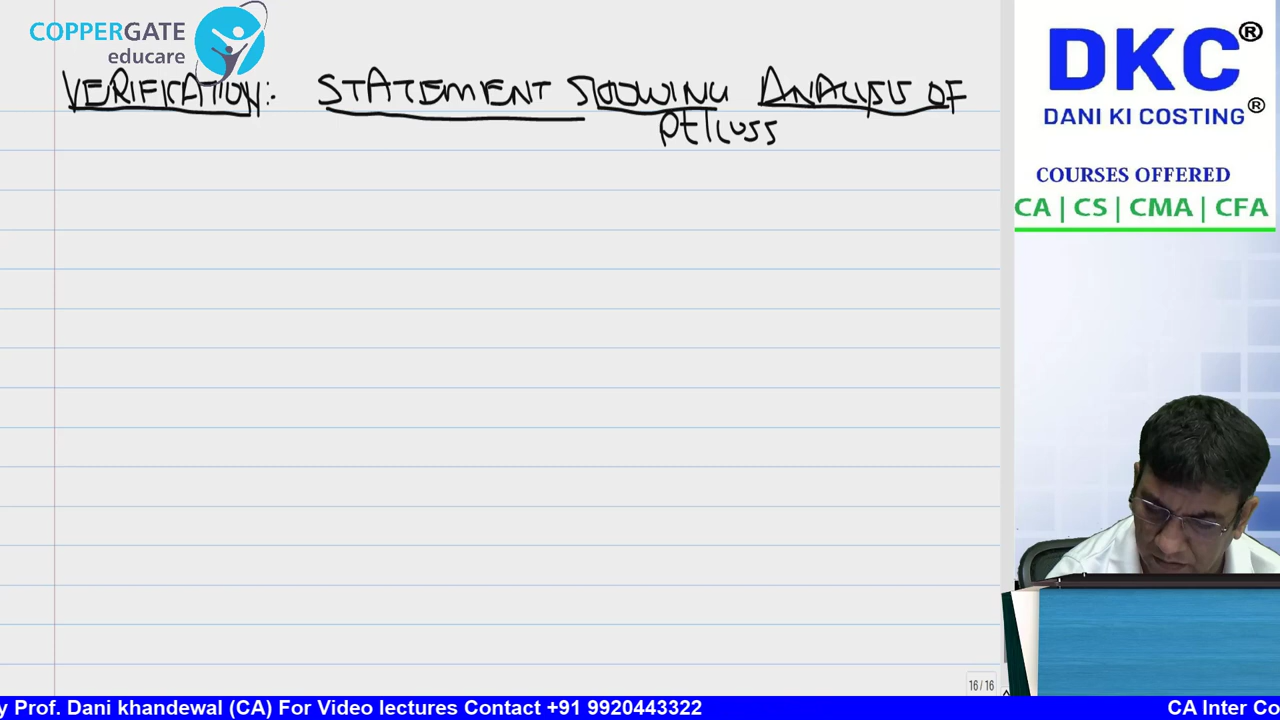 COPPERGATE
educare
VERIFICATION:- STATEMENT SHOWING ANALYSIS OF
Pt/Loss
DKC®
DANI KI COSTING®
COURSES OFFERED
CA | CS | CMA | CFA
16 / 16
y Prof. Dani khandewal (CA) For Video lectures Contact +91 9920443322
CA Inter Co